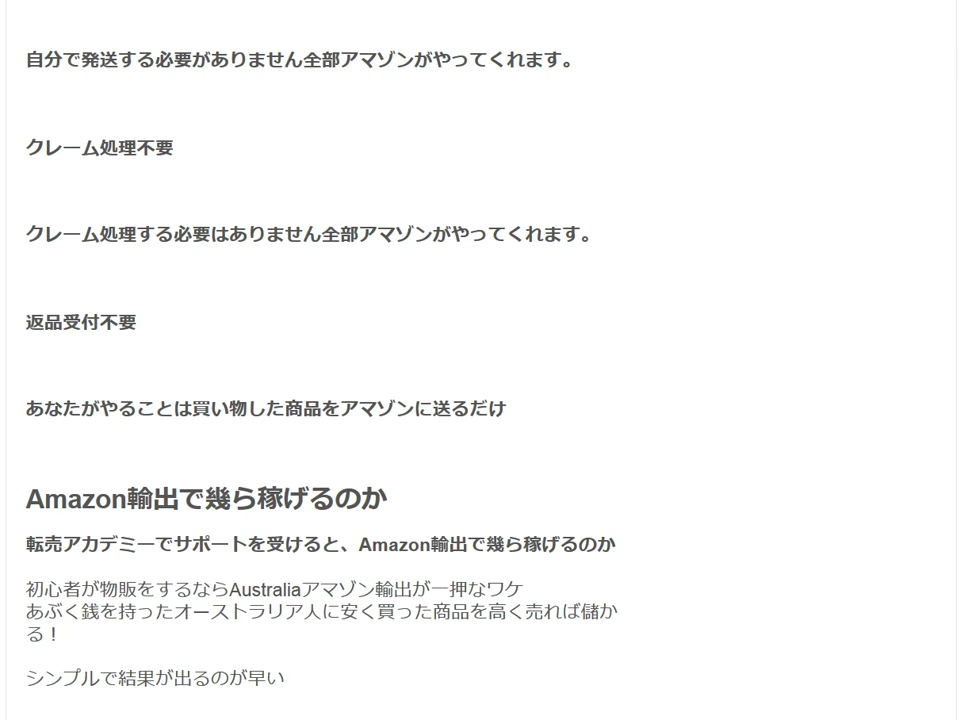 自分で発送する必要がありません全部アマゾンがやってくれます。
クレーム処理不要
クレーム処理する必要はありません全部アマゾンがやってくれます。
返品受付不要
あなたがやることは買い物した商品をアマゾンに送るだけ
Amazon輸出で幾ら稼げるのか
転売アカデミーでサポートを受けると、Amazon輸出で幾ら稼げるのか
初心者が物販をするならAustraliaアマゾン輸出が一押なワケ
あぶく銭を持ったオーストラリア人に安く買った商品を高く売れば儲か
る！
シンプルで結果が出るのが早い